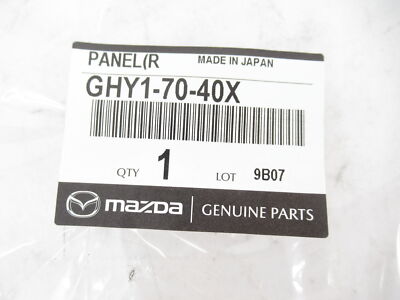 PANEL(R MADE IN JAPAN
GHY1-70-40X
QTY 1 LOT 9B07
mazda GENUINE PARTS